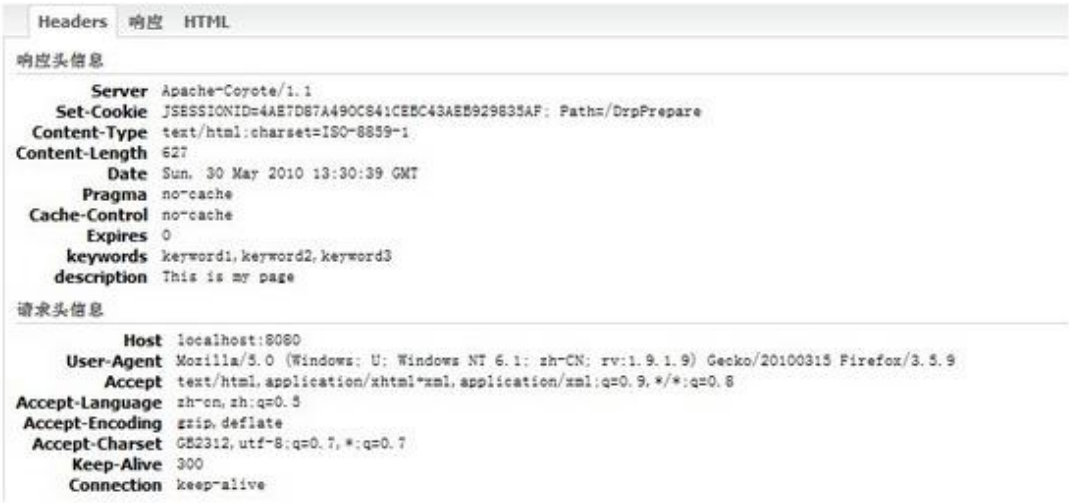 Headers 响应 HTML
响应头信息
Server Apache-Coyote/1.1
Set-Cookie JSESSIONID=4AE7D87A490C841CEBC43AEB929835AF; Path=/DrpPrepare
Content-Type text/html;charset=ISO-8859-1
Content-Length 627
Date Sun, 30 May 2010 13:30:39 GMT
Pragma no-cache
Cache-Control no-cache
Expires 0
keywords keyword1,keyword2,keyword3
description This is my page
请求头信息
Host localhost:8080
User-Agent Mozilla/5.0 (Windows; U; Windows NT 6.1; zh-CN; rv:1.9.1.9) Gecko/20100315 Firefox/3.5.9
Accept text/html,application/xhtml+xml,application/xml;q=0.9,*/*;q=0.8
Accept-Language zh-cn,zh;q=0.5
Accept-Encoding gzip,deflate
Accept-Charset GB2312,utf-8;q=0.7,*;q=0.7
Keep-Alive 300
Connection keep-alive